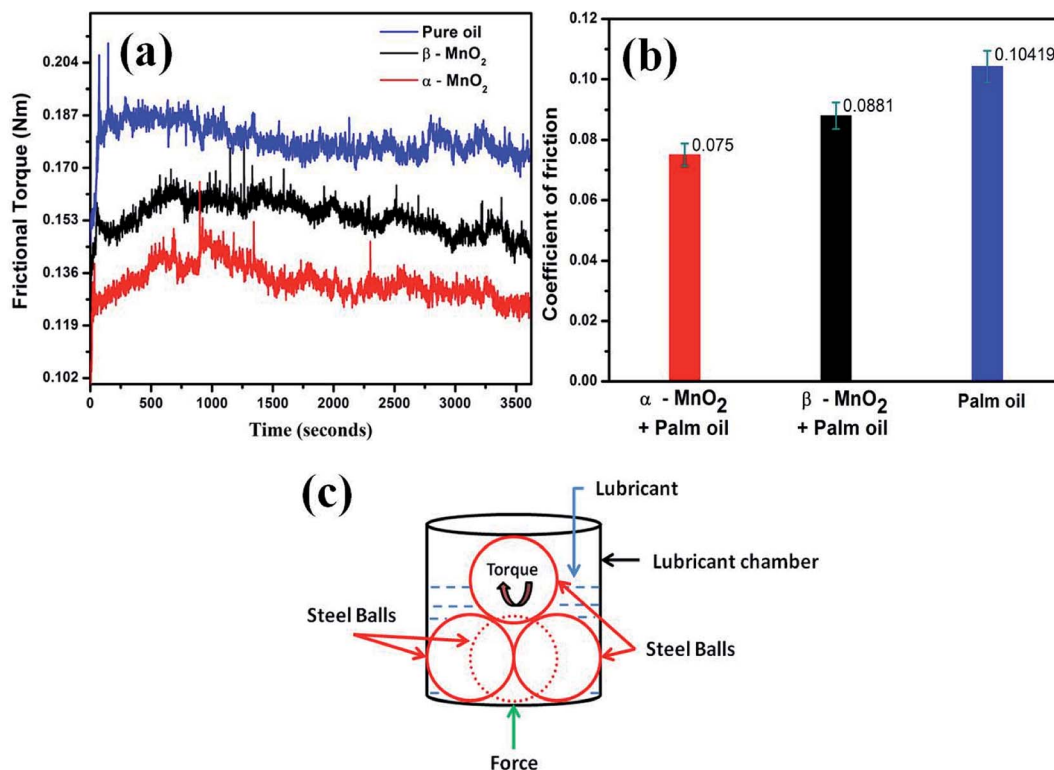 (a)
Pure oil
β - MnO₂
α - MnO₂
Frictional Torque (Nm)
0.204
0.187
0.170
0.153
0.136
0.119
0.102
0
500
1000
1500
2000
2500
3000
3500
Time (seconds)
(b)
Coefficient of friction
0.12
0.10
0.08
0.06
0.04
0.02
0.00
0.075
0.0881
0.10419
α - MnO₂
+ Palm oil
β - MnO₂
+ Palm oil
Palm oil
(c)
Lubricant
Lubricant chamber
Torque
Steel Balls
Steel Balls
Force